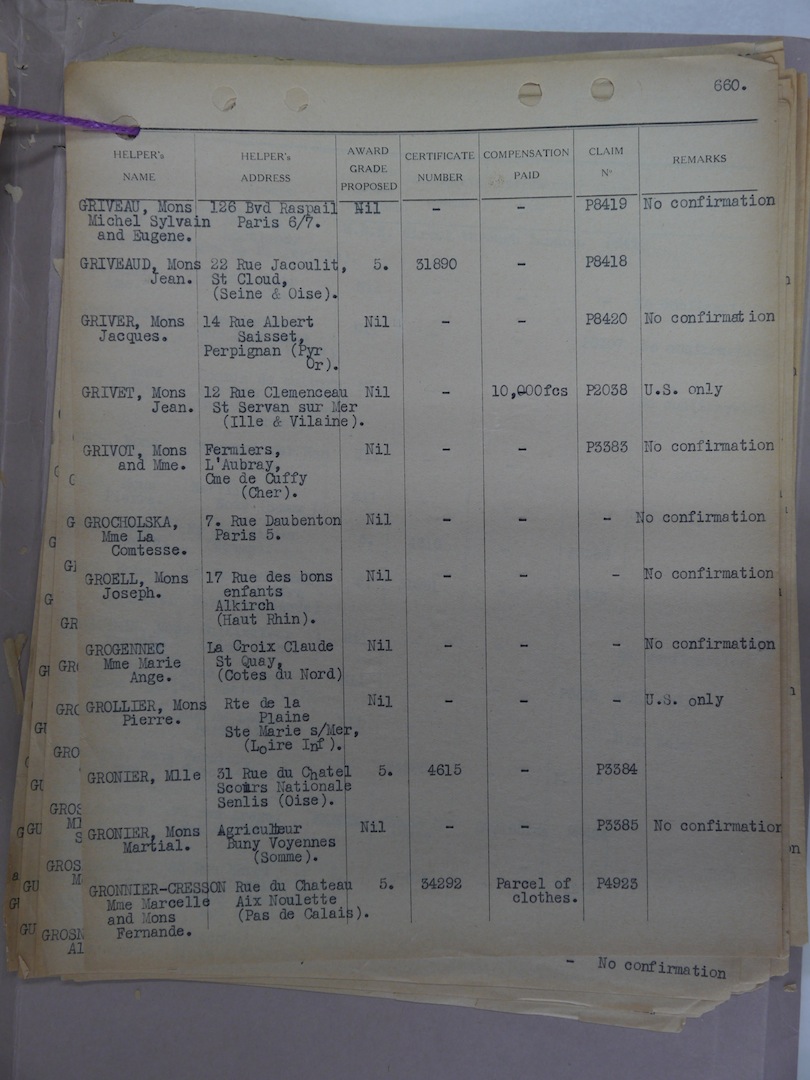 660.
HELPER's NAME HELPER's ADDRESS AWARD GRADE PROPOSED CERTIFICATE NUMBER COMPENSATION PAID CLAIM No REMARKS
GRIVEAU, Mons 126 Bvd Raspail Nil - - P8419 No confirmation
Michel Sylvain Paris 6/7.
and Eugene.
GRIVEAUD, Mons 22 Rue Jacoulit, 5. 31890 - P8418
Jean. St Cloud,
(Seine & Oise).
GRIVER, Mons 14 Rue Albert Nil - - P8420 No confirmation
Jacques. Saisset,
Perpignan (Pyr
Or).
GRIVET, Mons 12 Rue Clemenceau Nil - 10,000fcs P2038 U.S. only
Jean. St Servan sur Mer
(Ille & Vilaine).
GRIVOT, Mons Fermiers, Nil - - P3383 No confirmation
and Mme. L'Aubray,
Cme de Cuffy
(Cher).
GROCHOLSKA, 7. Rue Daubenton Nil - - - No confirmation
Mme La Paris 5.
Comtesse.
GROELL, Mons 17 Rue des bons Nil - - - No confirmation
Joseph. enfants
Alkirch
(Haut Rhin).
GROGENNEC La Croix Claude Nil - - - No confirmation
Mme Marie St Quay,
Ange. (Cotes du Nord)
GROLLIER, Mons Rte de la Nil - - - U.S. only
Pierre. Plaine
Ste Marie s/Mer,
(Loire Inf).
GRONIER, Mlle 31 Rue du Chatel 5. 4615 - P3384
Scours Nationale
Senlis (Oise).
GRONIER, Mons Agriculteur Nil - - P3385 No confirmation
Martial. Buny Voyennes
(Somme).
GRONNIER-CRESSON Rue du Chateau 5. 34292 Parcel of P4923
Mme Marcelle Aix Noulette clothes.
and Mons (Pas de Calais).
Fernande.
- No confirmation